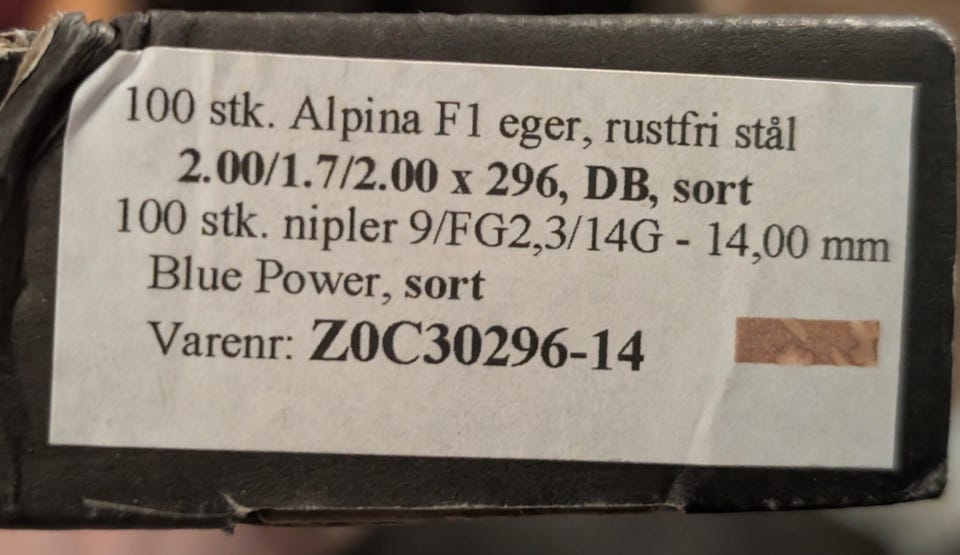 100 stk. Alpina F1 eger, rustfri stål
2.00/1.7/2.00 x 296, DB, sort
100 stk. nipler 9/FG2,3/14G - 14,00 mm
Blue Power, sort
Varenr: Z0C30296-14